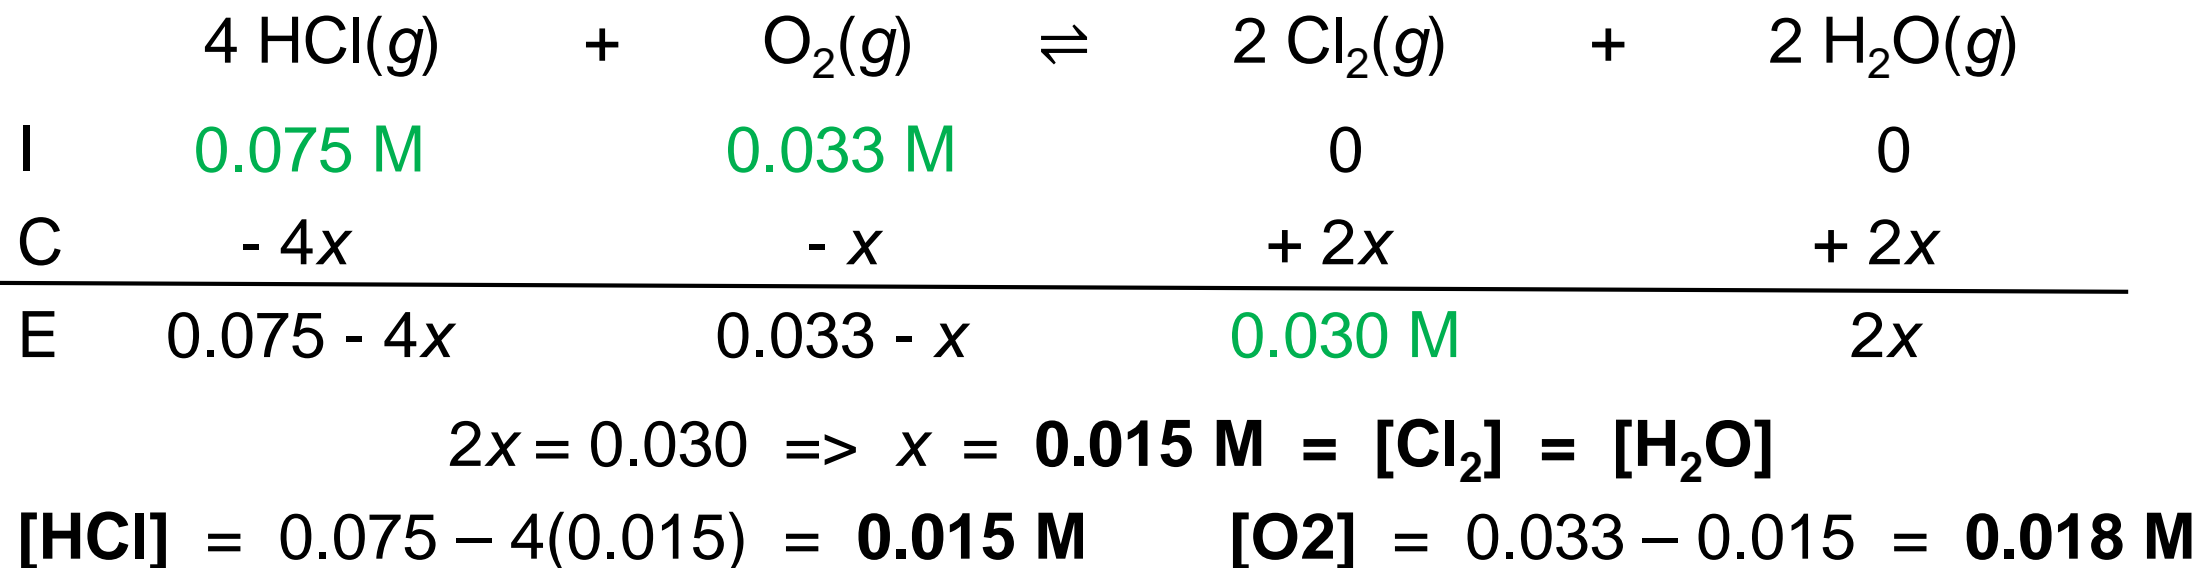 4 HCl(g) + O₂(g) ⇌ 2 Cl₂(g) + 2 H₂O(g)
I 0.075 M 0.033 M 0 0
C - 4x - x + 2x + 2x
E 0.075 - 4x 0.033 - x 0.030 M 2x
2x = 0.030 => x = 0.015 M = [Cl₂] = [H₂O]
[HCl] = 0.075 – 4(0.015) = 0.015 M [O2] = 0.033 – 0.015 = 0.018 M